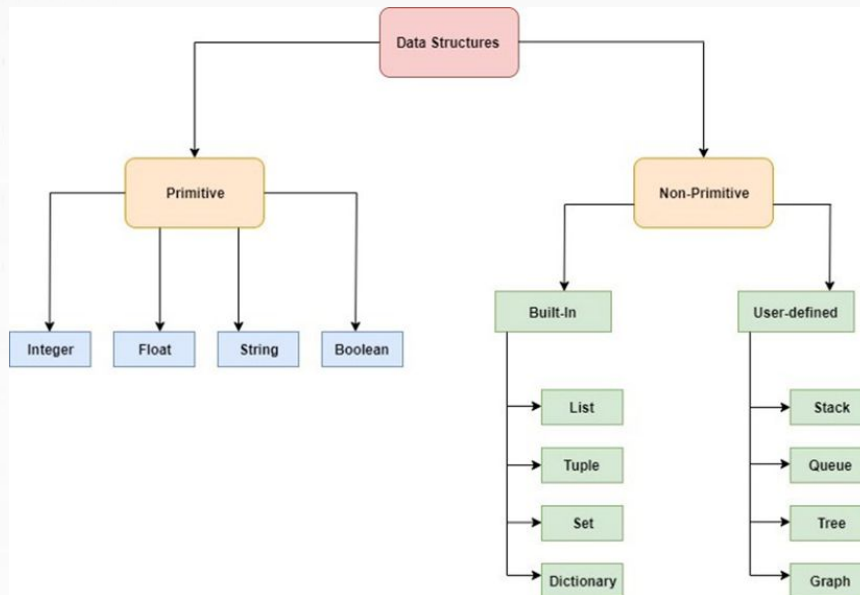 Data Structures
Primitive
Non-Primitive
Integer
Float
String
Boolean
Built-In
User-defined
List
Tuple
Set
Dictionary
Stack
Queue
Tree
Graph